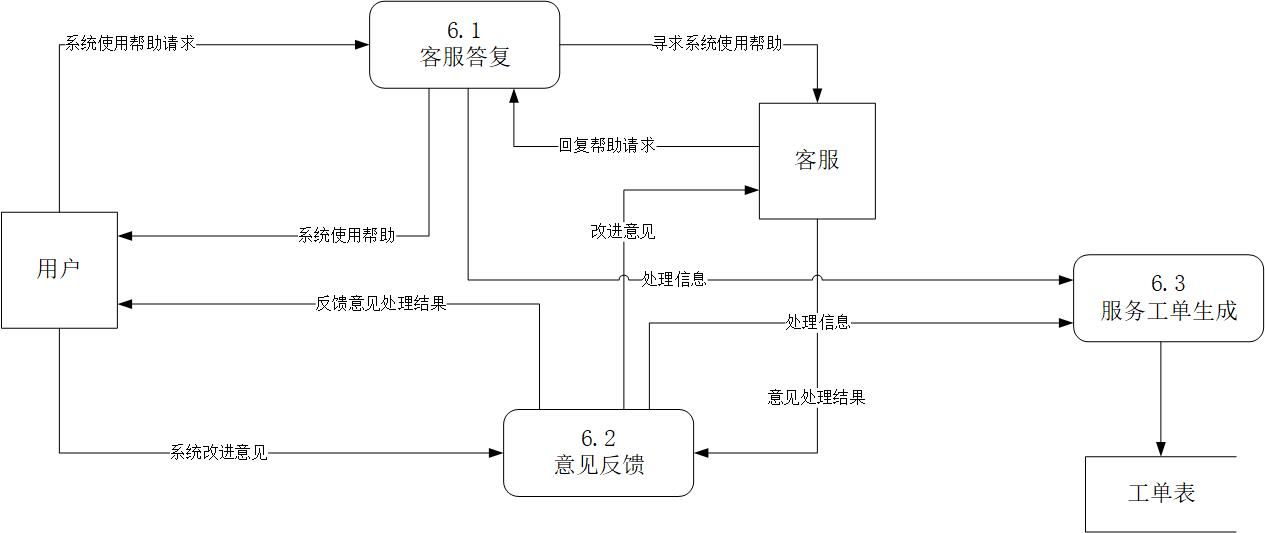 6.1
客服答复
系统使用帮助请求
寻求系统使用帮助
回复帮助请求
客服
改进意见
系统使用帮助
用户
处理信息
6.3
服务工单生成
反馈意见处理结果
处理信息
意见处理结果
6.2
意见反馈
系统改进意见
工单表